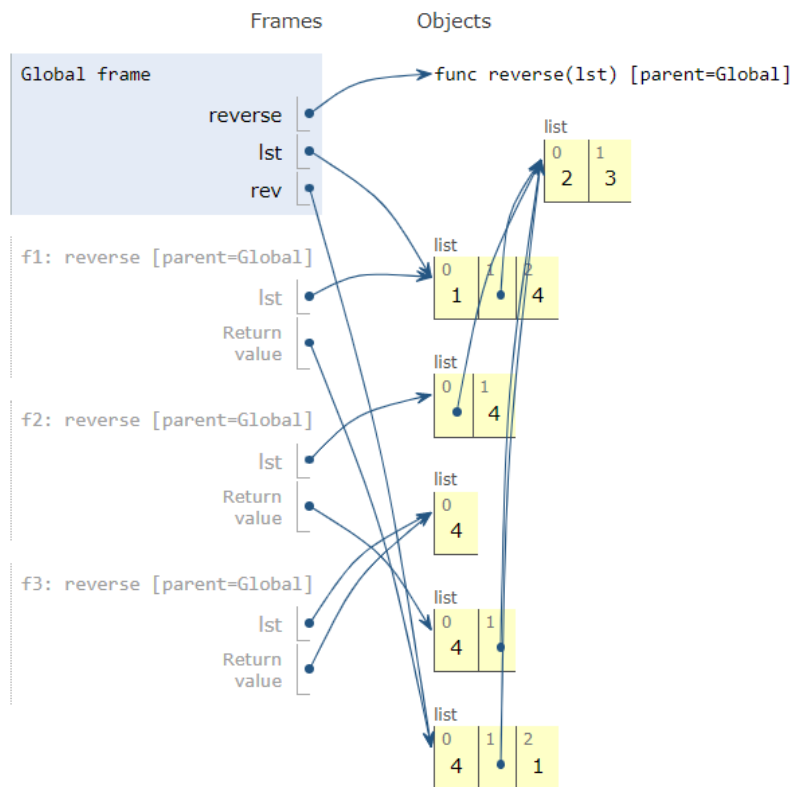 Frames Objects
Global frame
func reverse(lst) [parent=Global]
reverse
lst
rev
list
0 1
2 3
f1: reverse [parent=Global]
lst
Return
value
list
0 1 2
1 4
f2: reverse [parent=Global]
lst
Return
value
list
0 1
4
list
0
4
f3: reverse [parent=Global]
lst
Return
value
list
0 1
4
list
0 1 2
4 1